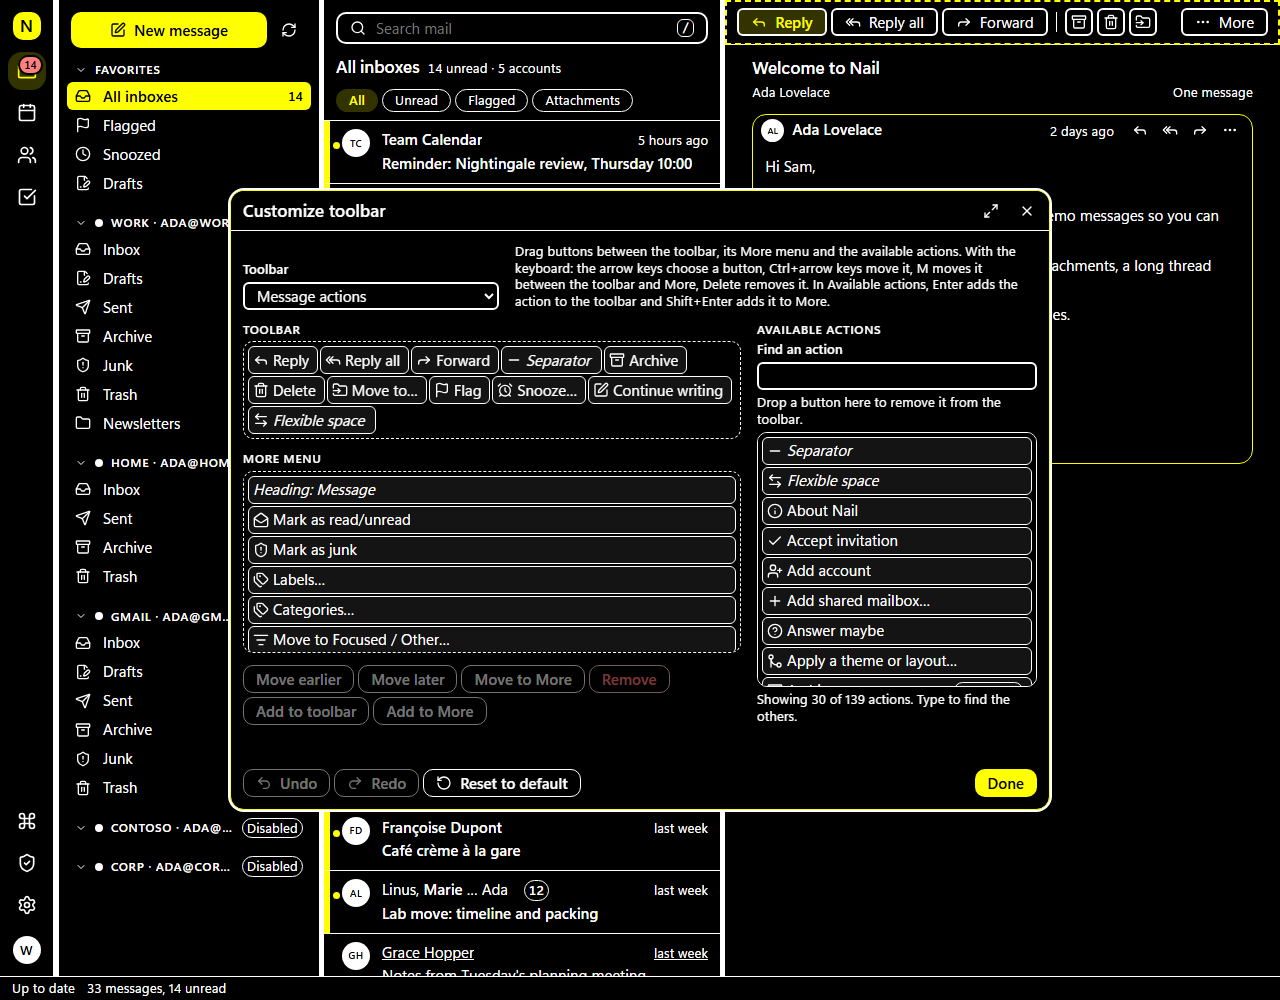 N
New message
Search mail
/
Reply
Reply all
Forward
More
14
FAVORITES
All inboxes 14
Flagged
Snoozed
Drafts
WORK · ADA@WOR
Inbox
Drafts
Sent
Archive
Junk
Trash
Newsletters
HOME · ADA@HOM
Inbox
Sent
Archive
Trash
GMAIL · ADA@GM...
Inbox
Drafts
Sent
Archive
Junk
Trash
CONTOSO · ADA@... Disabled
CORP · ADA@COR... Disabled
W
All inboxes 14 unread · 5 accounts
All Unread Flagged Attachments
TC Team Calendar 5 hours ago
Reminder: Nightingale review, Thursday 10:00
Welcome to Nail
Ada Lovelace One message
AL Ada Lovelace 2 days ago
Hi Sam,
emo messages so you can
achments, a long thread
es.
Customize toolbar
Toolbar
Message actions
Drag buttons between the toolbar, its More menu and the available actions. With the
keyboard: the arrow keys choose a button, Ctrl+arrow keys move it, M moves it
between the toolbar and More, Delete removes it. In Available actions, Enter adds the
action to the toolbar and Shift+Enter adds it to More.
TOOLBAR
Reply Reply all Forward Separator Archive
Delete Move to... Flag Snooze... Continue writing
Flexible space
MORE MENU
Heading: Message
Mark as read/unread
Mark as junk
Labels...
Categories...
Move to Focused / Other...
Move earlier Move later Move to More Remove
Add to toolbar Add to More
AVAILABLE ACTIONS
Find an action
Drop a button here to remove it from the
toolbar.
Separator
Flexible space
About Nail
Accept invitation
Add account
Add shared mailbox...
Answer maybe
Apply a theme or layout...
Showing 30 of 139 actions. Type to find the
others.
Undo Redo Reset to default Done
FD Françoise Dupont last week
Café crème à la gare
AL Linus, Marie ... Ada 12 last week
Lab move: timeline and packing
GH Grace Hopper last week
Notes from Tuesday's planning meeting
Up to date 33 messages, 14 unread